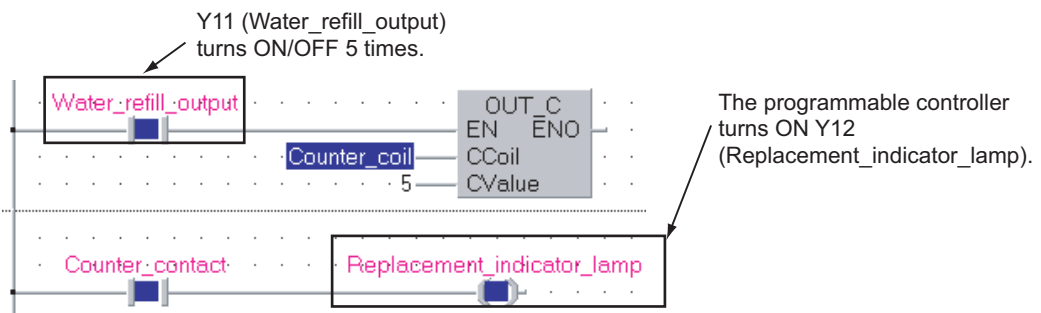 Y11 (Water_refill_output)
turns ON/OFF 5 times.
Water_refill_output
OUT_C
EN ENO
Counter_coil CCoil
5 CValue
The programmable controller
turns ON Y12
(Replacement_indicator_lamp).
Counter_contact Replacement_indicator_lamp